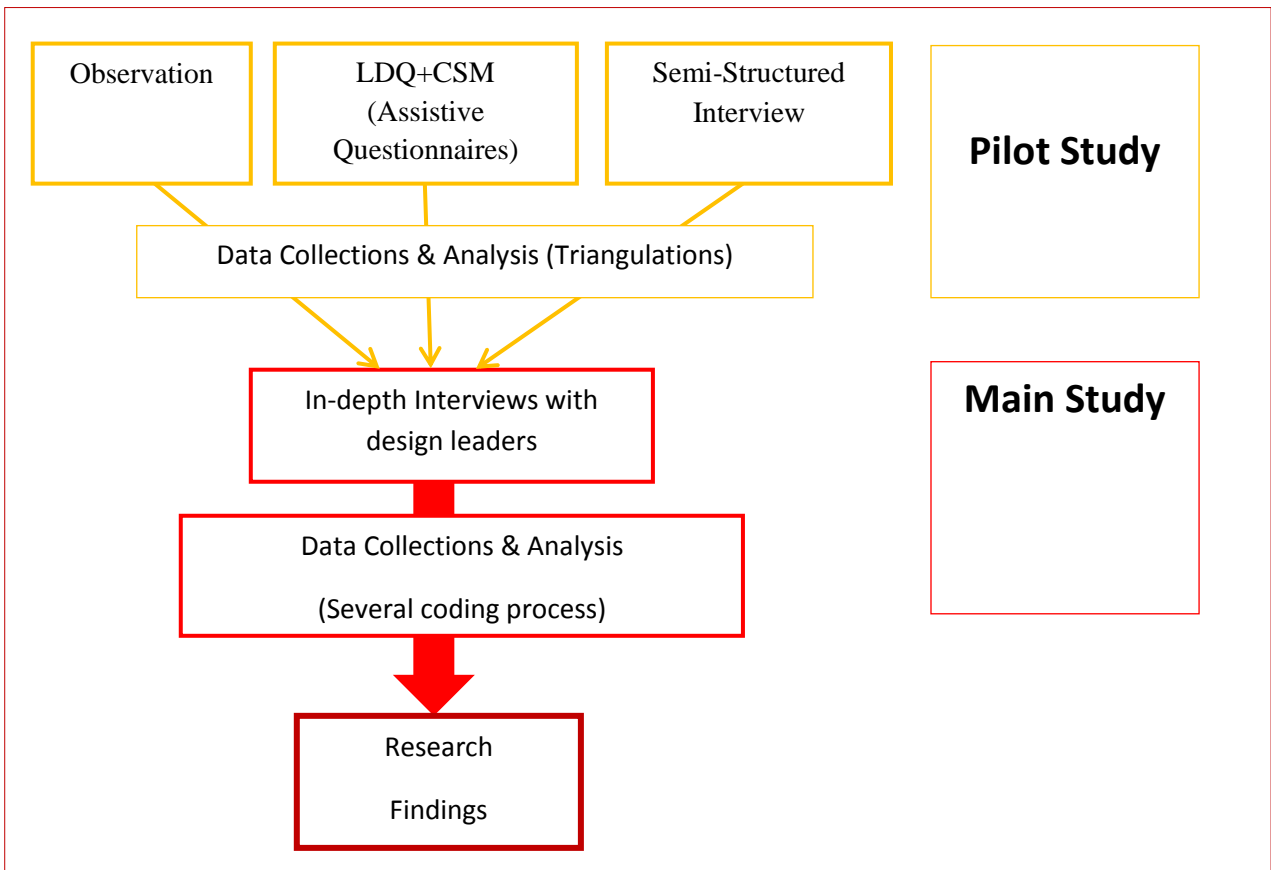 Observation
LDQ+CSM
(Assistive
Questionnaires)
Semi-Structured
Interview
Pilot Study
Data Collections & Analysis (Triangulations)
In-depth Interviews with
design leaders
Main Study
Data Collections & Analysis
(Several coding process)
Research
Findings